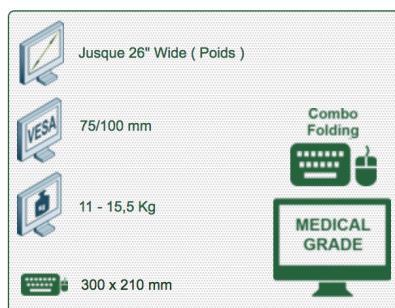 Jusque 26" Wide ( Poids )
VESA
75/100 mm
Combo
Folding
KG
11 - 15,5 Kg
MEDICAL
GRADE
300 x 210 mm